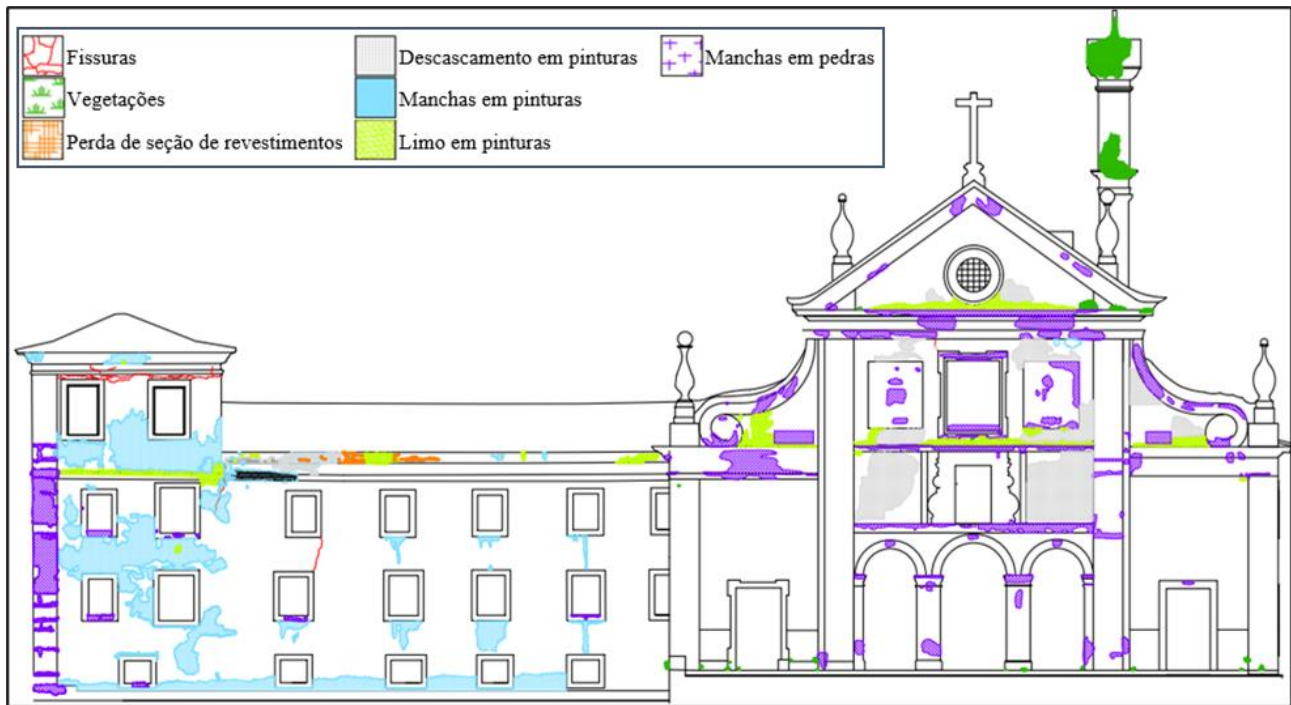 Fissuras
Descascamento em pinturas
Manchas em pedras
Vegetações
Manchas em pinturas
Perda de seção de revestimentos
Limo em pinturas